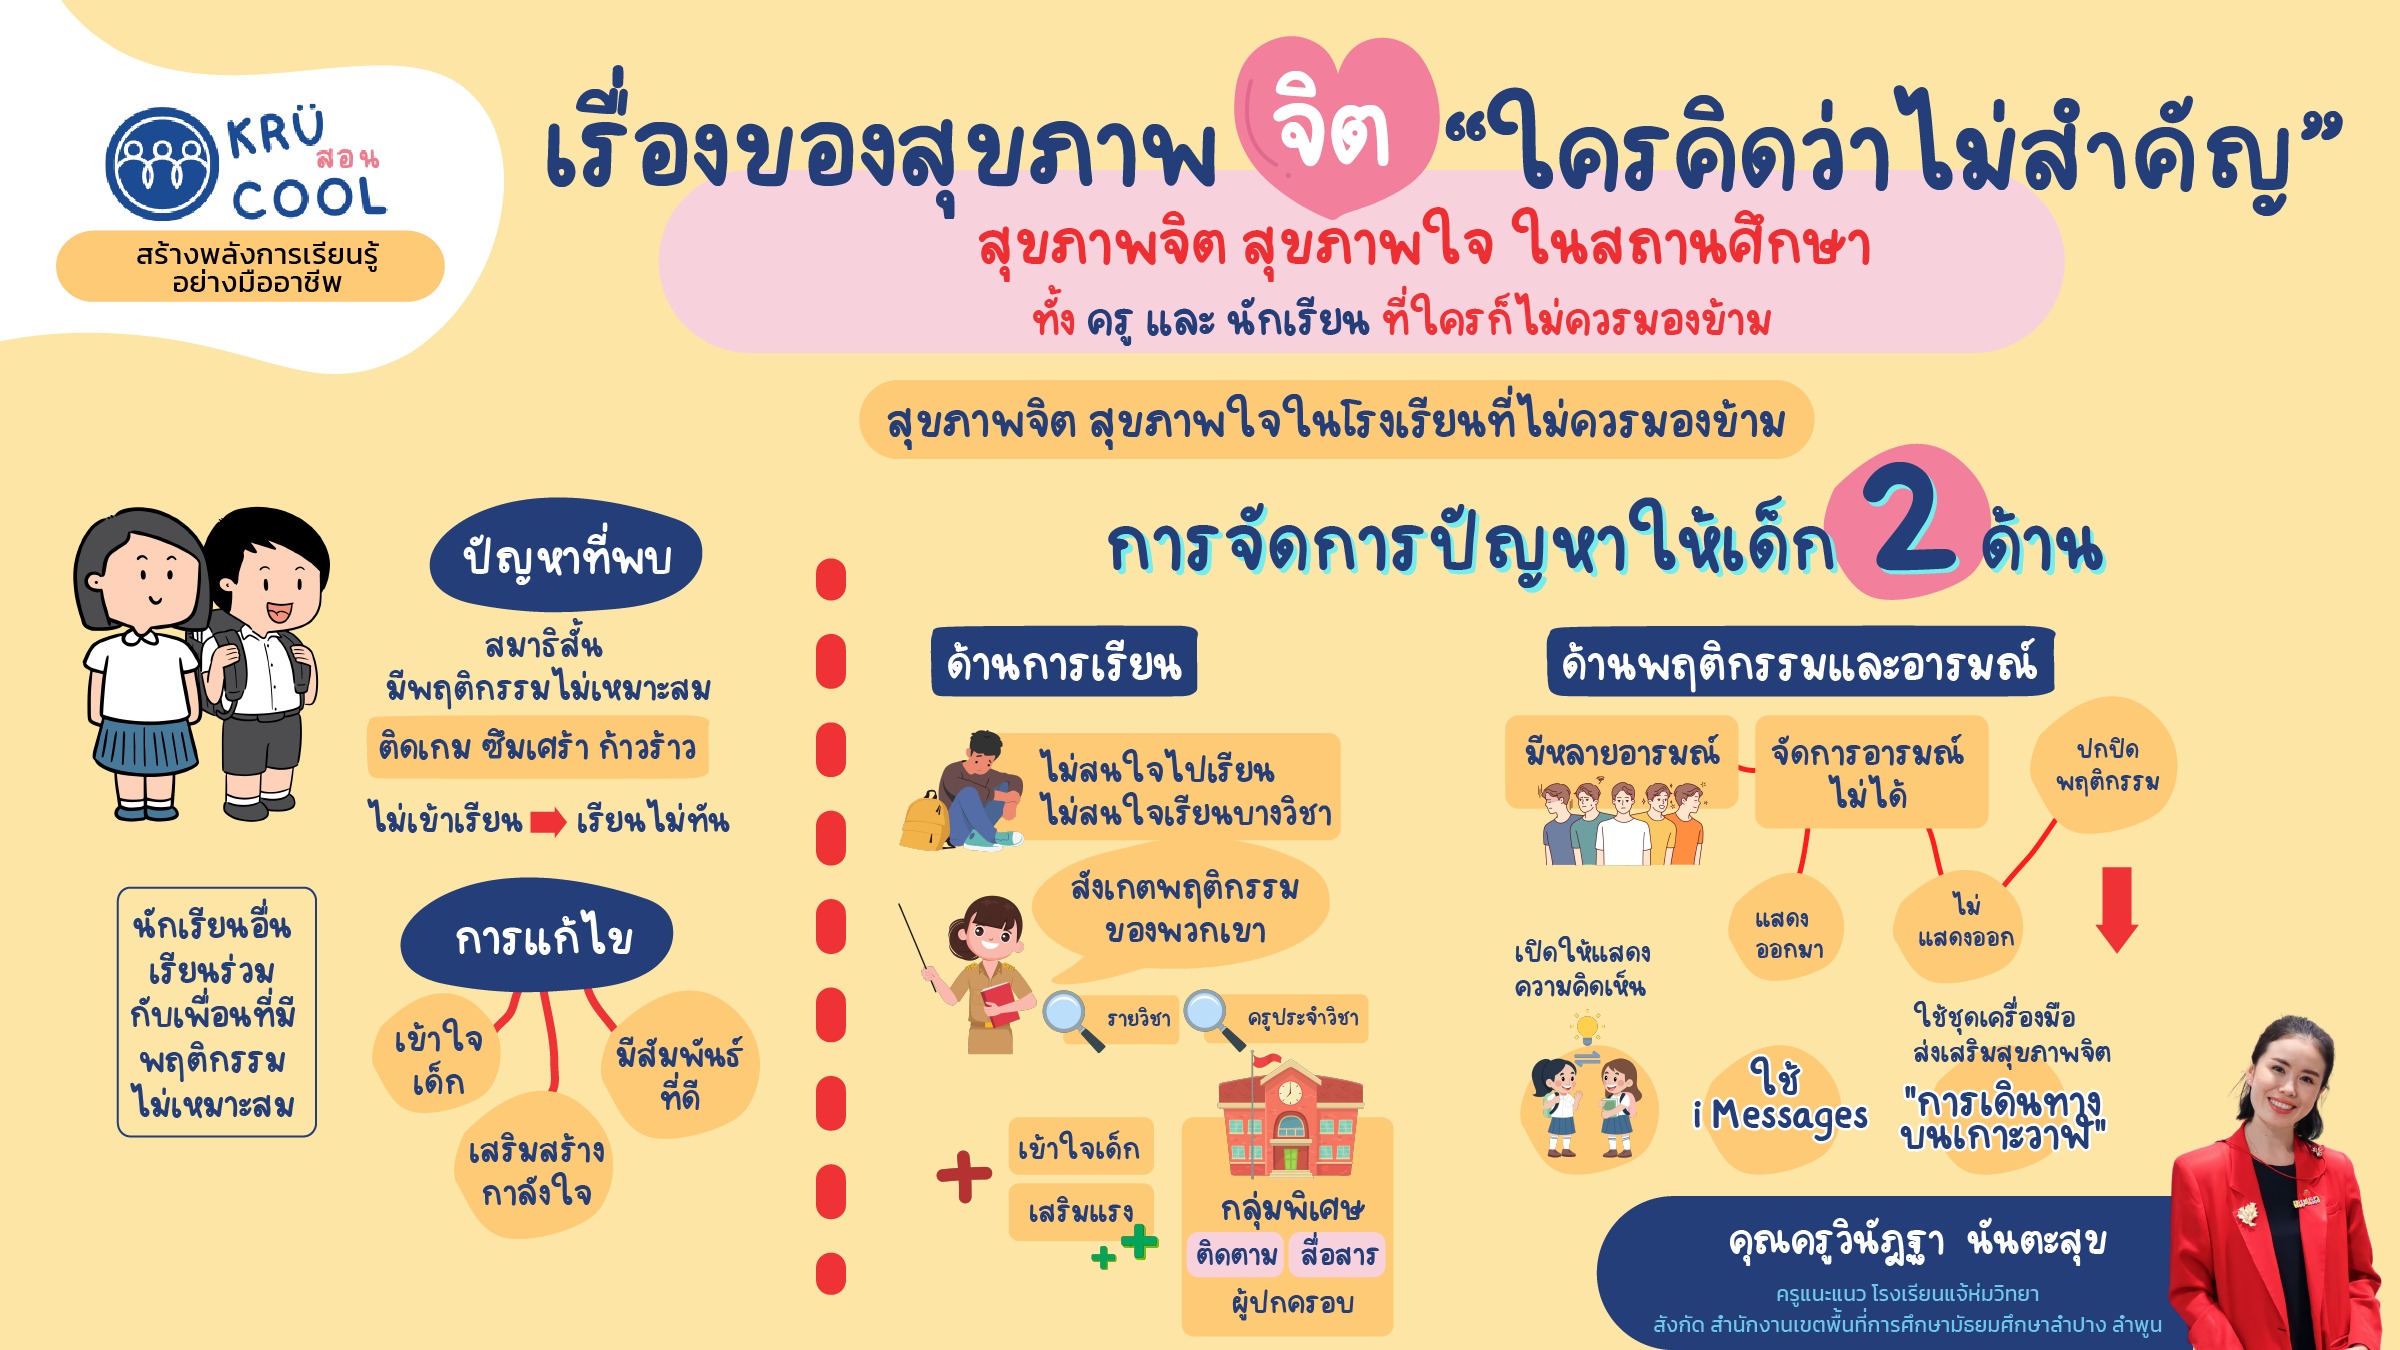 KRÜ
สอน
COOL
สร้างพลังการเรียนรู้
อย่างมืออาชีพ
เรื่องของสุขภาพ จิต “ใครคิดว่าไม่สำคัญ”
สุขภาพจิต สุขภาพใจ ในสถานศึกษา
ทั้ง ครู และ นักเรียน ที่ใครก็ไม่ควรมองข้าม
สุขภาพจิต สุขภาพใจในโรงเรียนที่ไม่ควรมองข้าม
ปัญหาที่พบ
สมาธิสั้น
มีพฤติกรรมไม่เหมาะสม
ติดเกม ซึมเศร้า ก้าวร้าว
ไม่เข้าเรียน เรียนไม่ทัน
นักเรียนอื่น
เรียนร่วม
กับเพื่อนที่มี
พฤติกรรม
ไม่เหมาะสม
การแก้ไข
เข้าใจ
เด็ก
เสริมสร้าง
กาลังใจ
มีสัมพันธ์
ที่ดี
การจัดการปัญหาให้เด็ก 2 ด้าน
ด้านการเรียน
ไม่สนใจไปเรียน
ไม่สนใจเรียนบางวิชา
สังเกตพฤติกรรม
ของพวกเขา
รายวิชา
ครูประจำวิชา
เข้าใจเด็ก
เสริมแรง
กลุ่มพิเศษ
ติดตาม สื่อสาร
ผู้ปกครอบ
ด้านพฤติกรรมและอารมณ์
มีหลายอารมณ์
จัดการอารมณ์
ไม่ได้
ปกปิด
พฤติกรรม
แสดง
ออกมา
ไม่
แสดงออก
เปิดให้แสดง
ความคิดเห็น
ใช้
i Messages
ใช้ชุดเครื่องมือ
ส่งเสริมสุขภาพจิต
"การเดินทาง
บนเกาะวาฬ"
คุณครูวินัฎฐา นันตะสุข
ครูแนะแนว โรงเรียนแจ้ห่มวิทยา
สังกัด สำนักงานเขตพื้นที่การศึกษามัธยมศึกษาลำปาง ลำพูน